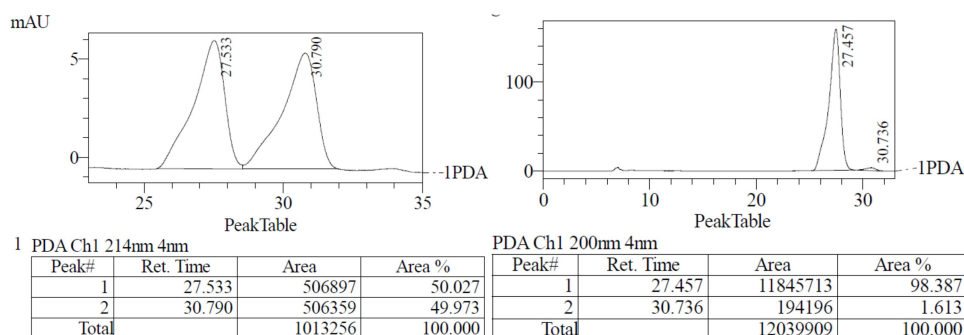 mAU
5
0
27.533
30.790
1PDA
25
30
35
PeakTable
1 PDA Ch1 214nm 4nm
Peak# Ret. Time Area Area %
1 27.533 506897 50.027
2 30.790 506359 49.973
Total 1013256 100.000
100
0
27.457
30.736
1PDA
0
10
20
30
PeakTable
PDA Ch1 200nm 4nm
Peak# Ret. Time Area Area %
1 27.457 11845713 98.387
2 30.736 194196 1.613
Total 12039909 100.000